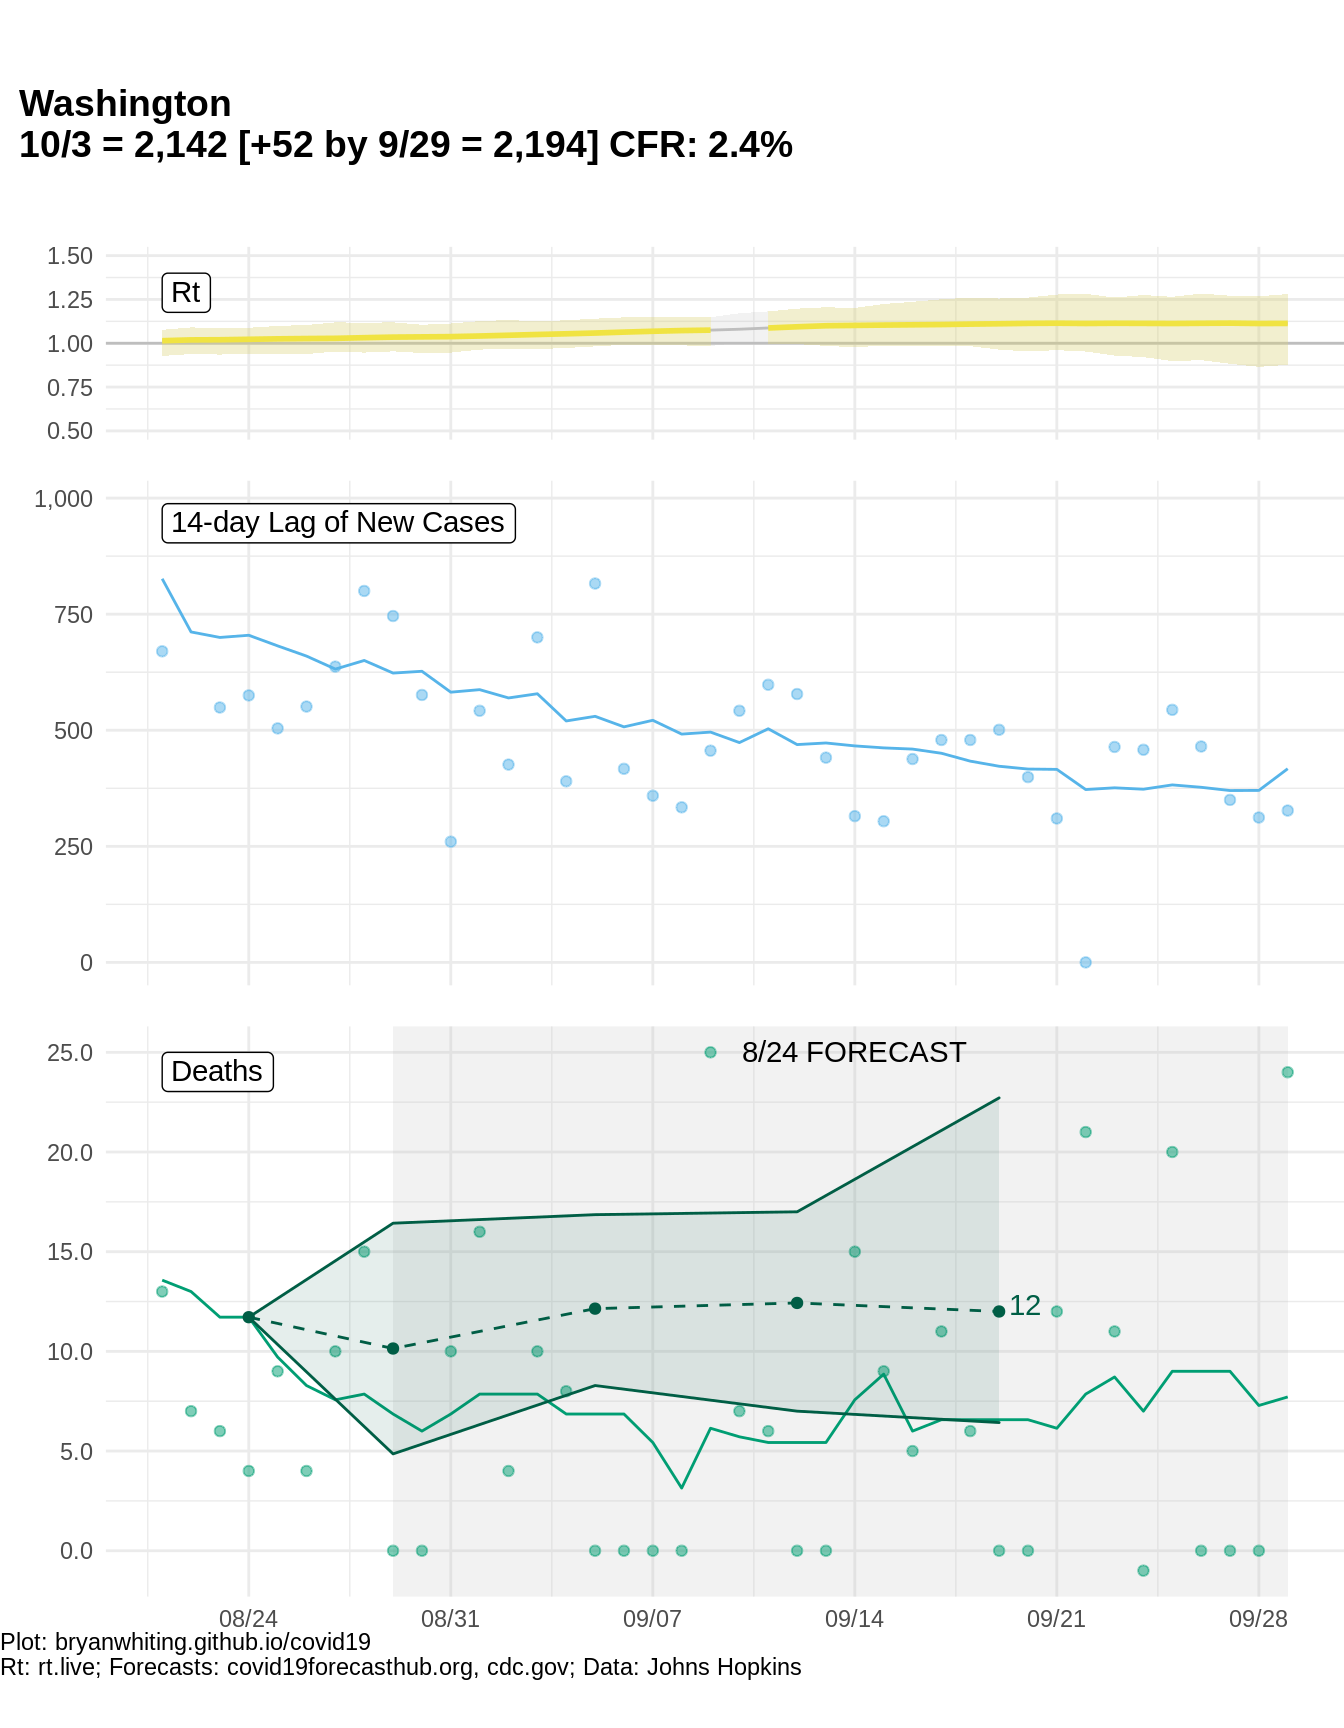 Washington
10/3 = 2,142 [+52 by 9/29 = 2,194] CFR: 2.4%
1.50
Rt
1.25
1.00
0.75
0.50
1,000
14-day Lag of New Cases
750
500
250
0
25.0
8/24 FORECAST
Deaths
20.0
15.0
12
10.0
5.0
0.0
08/24 08/31 09/07 09/14 09/21 09/28
Plot: bryanwhiting.github.io/covid19
Rt: rt.live; Forecasts: covid19forecasthub.org, cdc.gov; Data: Johns Hopkins